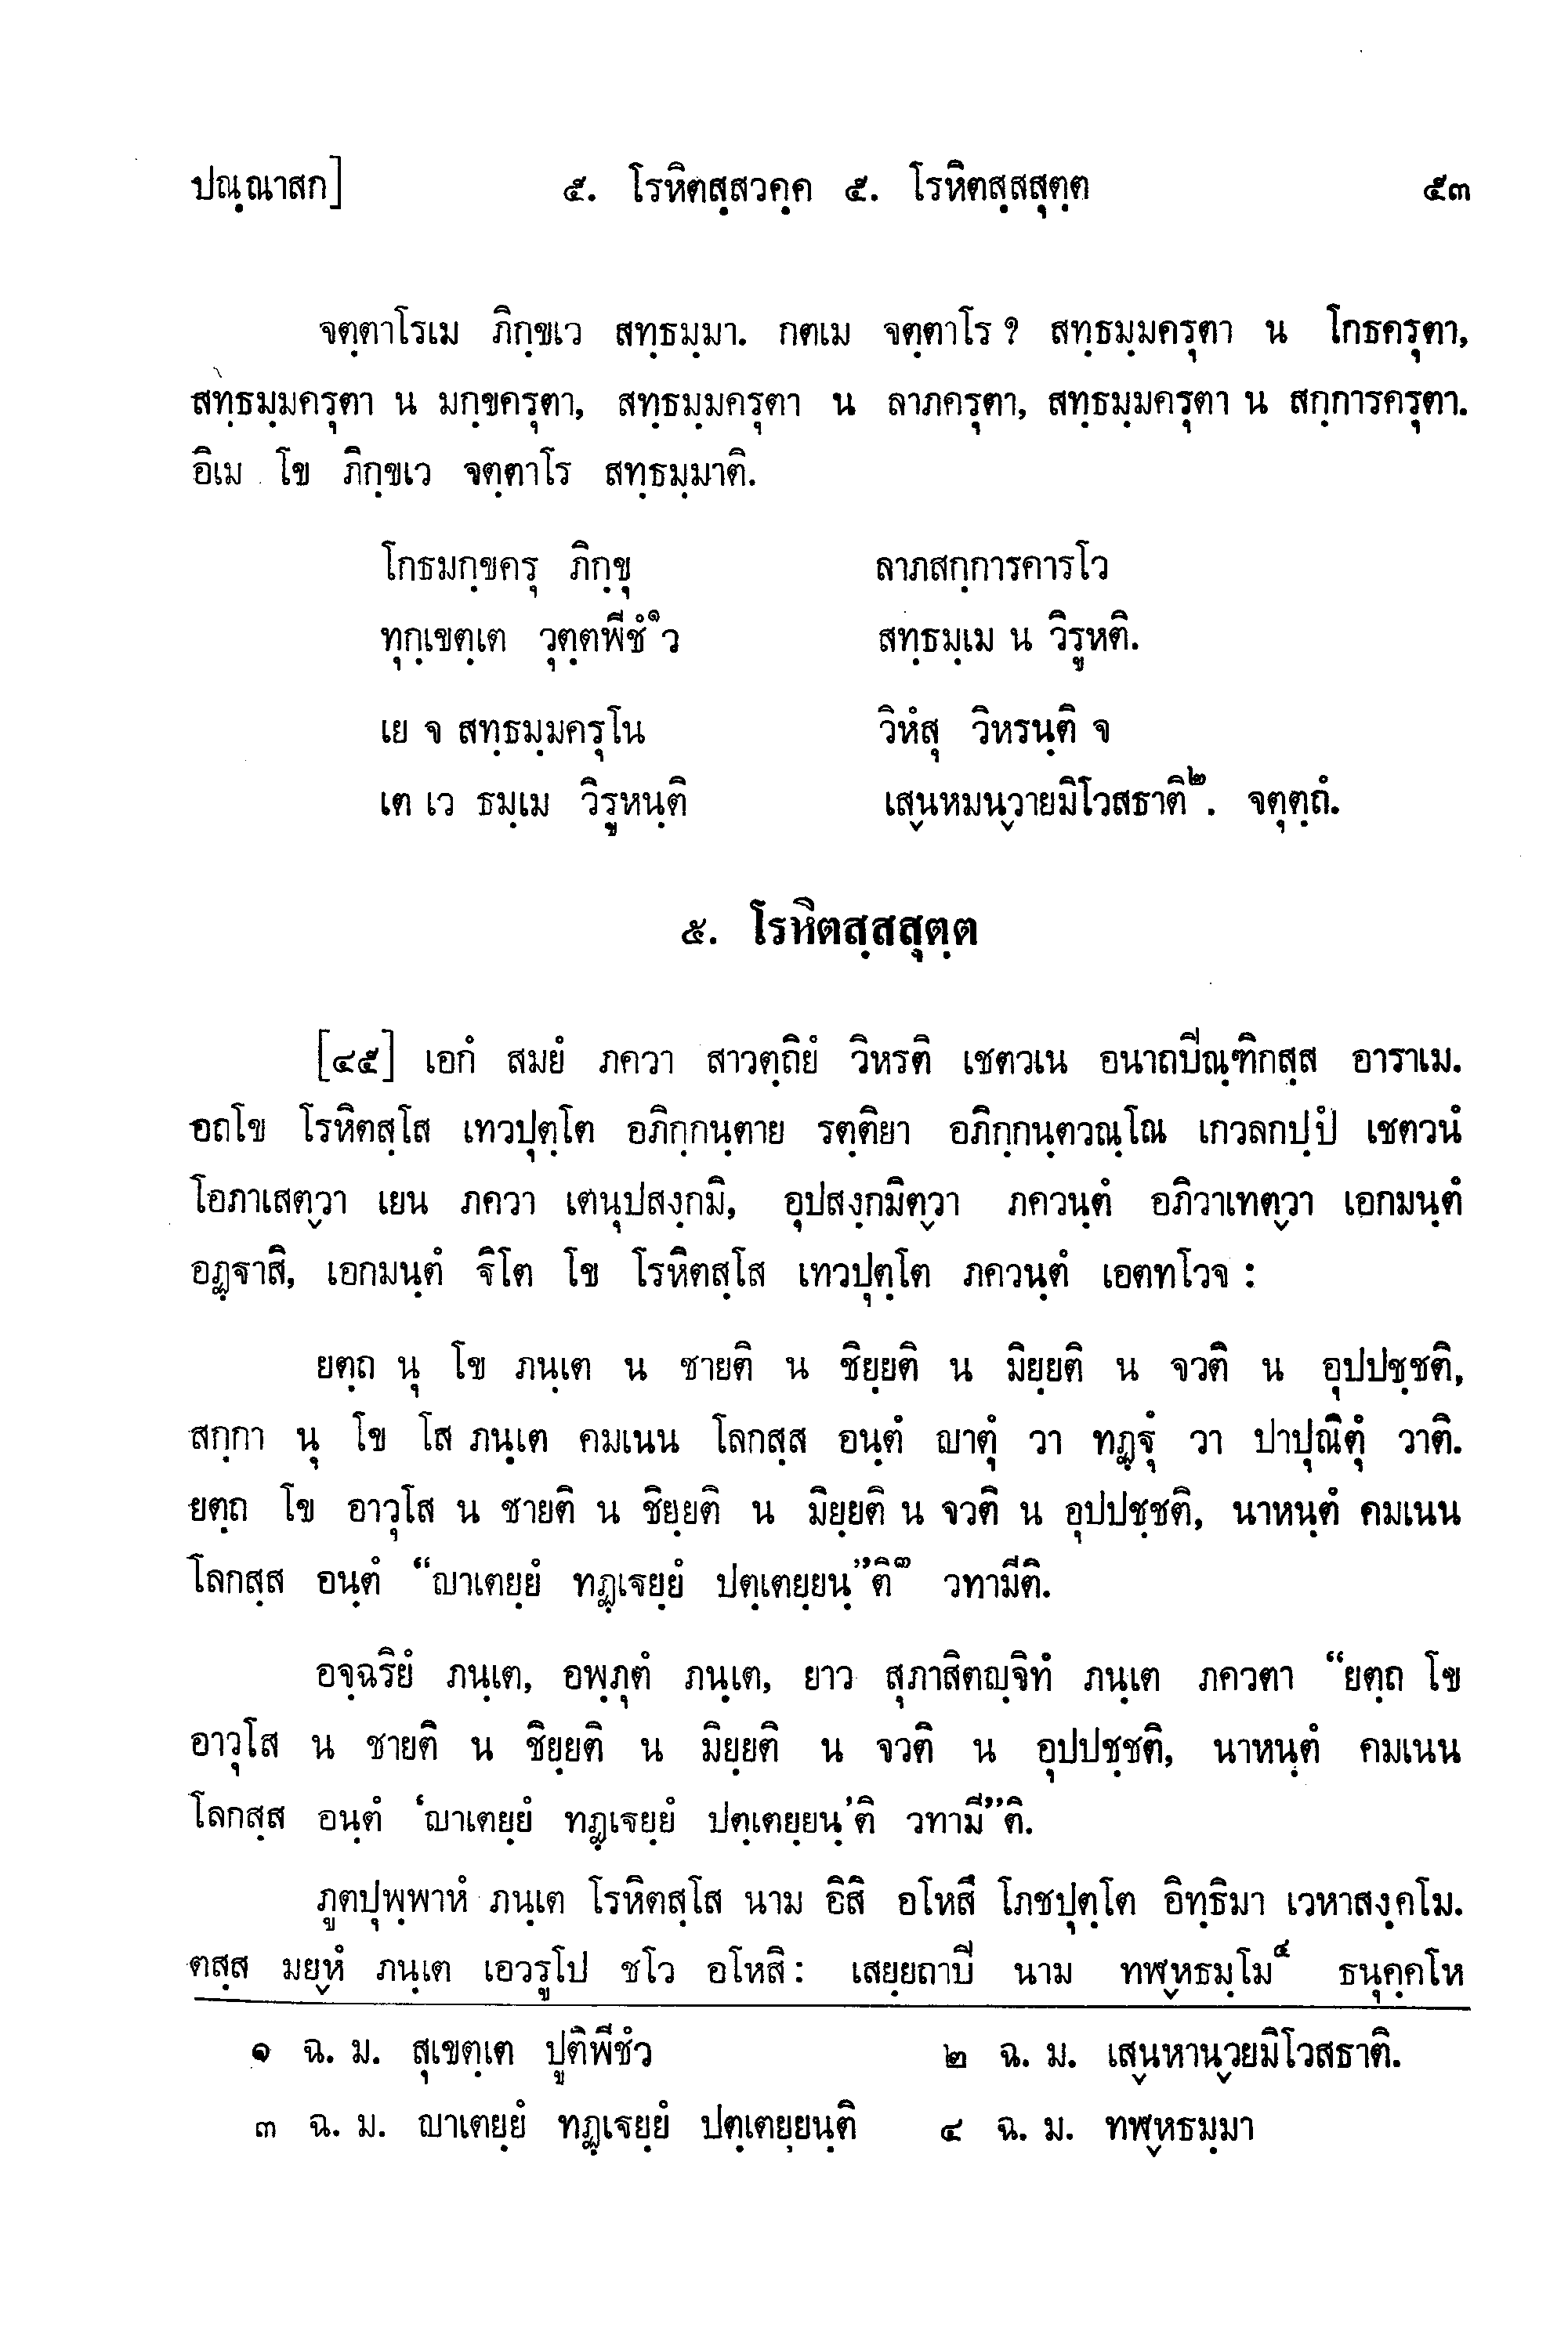 ปณฺณาสก] ๕. โรหิตสฺสวคฺค ๕. โรหิตสฺสสุตฺต ๕๓
จตฺตาโรเม ภิกฺขเว สทฺธมฺมา. กตเม จตฺตาโร ? สทฺธมฺมครุตา น โกธครุตา,
สทฺธมฺมครุตา น มกฺขครุตา, สทฺธมฺมครุตา น ลาภครุตา, สทฺธมฺมครุตา น สกฺการครุตา.
อิเม โข ภิกฺขเว จตฺตาโร สทฺธมฺมาติ.
โกธมกฺขครุ ภิกฺขุ ลาภสกฺการคารโว
ทุกฺเขตฺเต วุตฺตพีชํ๑ว สทฺธมฺเม น วิรูหติ.
เย จ สทฺธมฺมครุโน วิหํสุ วิหรนฺติ จ
เต เว ธมฺเม วิรูหนฺติ เสฺนหมนฺวายมิโวสธาติ๒. จตุตฺถํ.
๕. โรหิตสฺสสุตฺต
[๔๕] เอกํ สมยํ ภควา สาวตฺถิยํ วิหรติ เชตวเน อนาถปิณฺฑิกสฺส อาราเม.
อถโข โรหิตสฺโส เทวปุตฺโต อภิกฺกนฺตาย รตฺติยา อภิกฺกนฺตวณฺโณ เกวลกปฺปํ เชตวนํ
โอภาเสตฺวา เยน ภควา เตนุปสงฺกมิ, อุปสงฺกมิตฺวา ภควนฺตํ อภิวาเทตฺวา เอกมนฺตํ
อฏฺฐาสิ, เอกมนฺตํ ฐิโต โข โรหิตสฺโส เทวปุตฺโต ภควนฺตํ เอตทโวจ :
ยตฺถ นุ โข ภนฺเต น ชายติ น ชิยฺยติ น มิยฺยติ น จวติ น อุปปชฺชติ,
สกฺกา นุ โข โส ภนฺเต คมเนน โลกสฺส อนฺตํ ญาตุํ วา ทฏฺฐุํ วา ปาปุณิตุํ วาติ.
ยตฺถ โข อาวุโส น ชายติ น ชิยฺยติ น มิยฺยติ น จวติ น อุปปชฺชติ, นาหนฺตํ คมเนน
โลกสฺส อนฺตํ “ญาเตยฺยํ ทฏฺเฐยฺยํ ปตฺเตยฺยนฺ”ติ๓ วทามีติ.
อจฺฉริยํ ภนฺเต, อพฺภุตํ ภนฺเต, ยาว สุภาสิตญฺจิทํ ภนฺเต ภควตา “ยตฺถ โข
อาวุโส น ชายติ น ชิยฺยติ น มิยฺยติ น จวติ น อุปปชฺชติ, นาหนฺตํ คมเนน
โลกสฺส อนฺตํ ‘ญาเตยฺยํ ทฏฺเฐยฺยํ ปตฺเตยฺยนฺ’ติ วทามี”ติ.
ภูตปุพฺพาหํ ภนฺเต โรหิตสฺโส นาม อิสิ อโหสึ โภชปุตฺโต อิทฺธิมา เวหาสงฺคโม.
ตสฺส มยฺหํ ภนฺเต เอวรูโป ชโว อโหสิ : เสยฺยถาปิ นาม ทฬฺหธมฺโม๔ ธนุคฺคโห
๑ ฉ. ม. สุเขตฺเต ปูติพีชํว ๒ ฉ. ม. เสฺนหานฺวยมิโวสธาติ.
๓ ฉ. ม. ญาเตยฺยํ ทฏฺเฐยฺยํ ปตฺเตยฺยนฺติ ๔ ฉ. ม. ทฬฺหธมฺมา